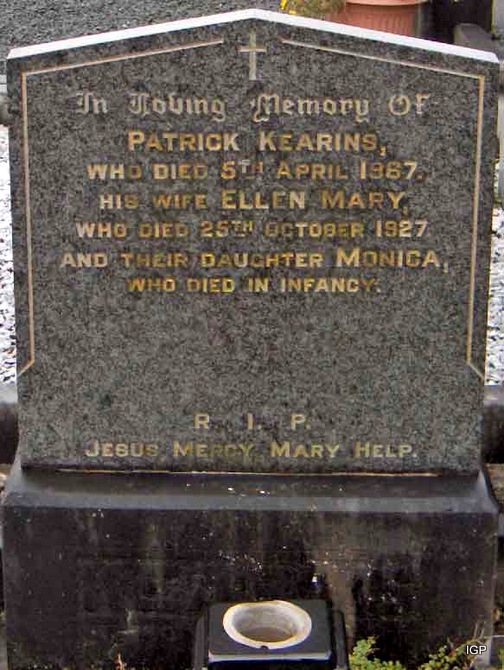 In Loving Memory Of
PATRICK KEARINS,
WHO DIED 5TH APRIL 1967.
HIS WIFE ELLEN MARY,
WHO DIED 25TH OCTOBER 1927
AND THEIR DAUGHTER MONICA,
WHO DIED IN INFANCY.
R. I. P.
JESUS MERCY, MARY HELP.
IGP